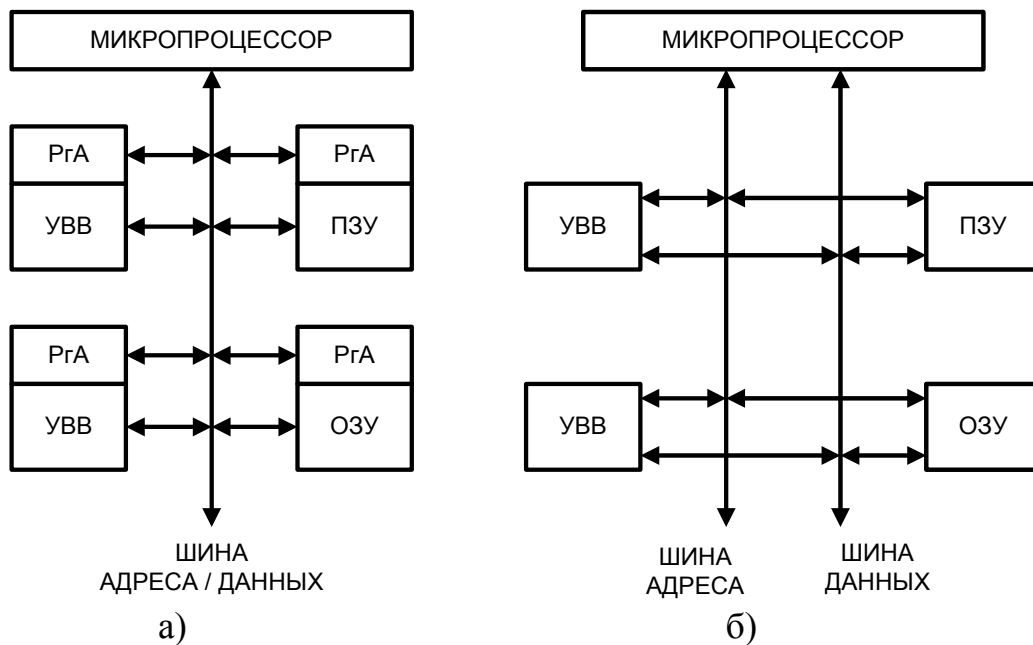 МИКРОПРОЦЕССОР
РгА
РгА
УВВ
ПЗУ
РгА
РгА
УВВ
ОЗУ
ШИНА
АДРЕСА / ДАННЫХ
а)
МИКРОПРОЦЕССОР
УВВ
ПЗУ
УВВ
ОЗУ
ШИНА
АДРЕСА
ШИНА
ДАННЫХ
б)